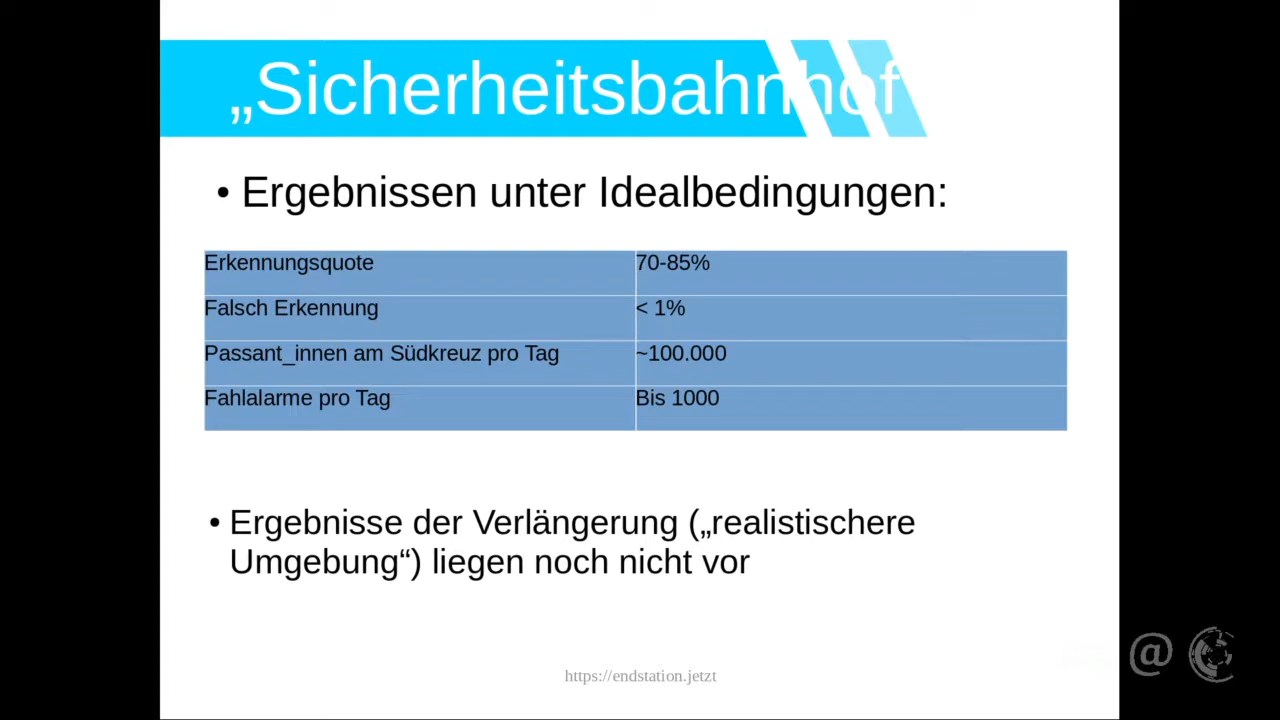 „Sicherheitsbahnhof
• Ergebnissen unter Idealbedingungen:
Erkennungsquote 70-85%
Falsch Erkennung < 1%
Passant_innen am Südkreuz pro Tag ~100.000
Fahlalarme pro Tag Bis 1000
• Ergebnisse der Verlängerung („realistischere
Umgebung“) liegen noch nicht vor
https://endstation.jetzt
@